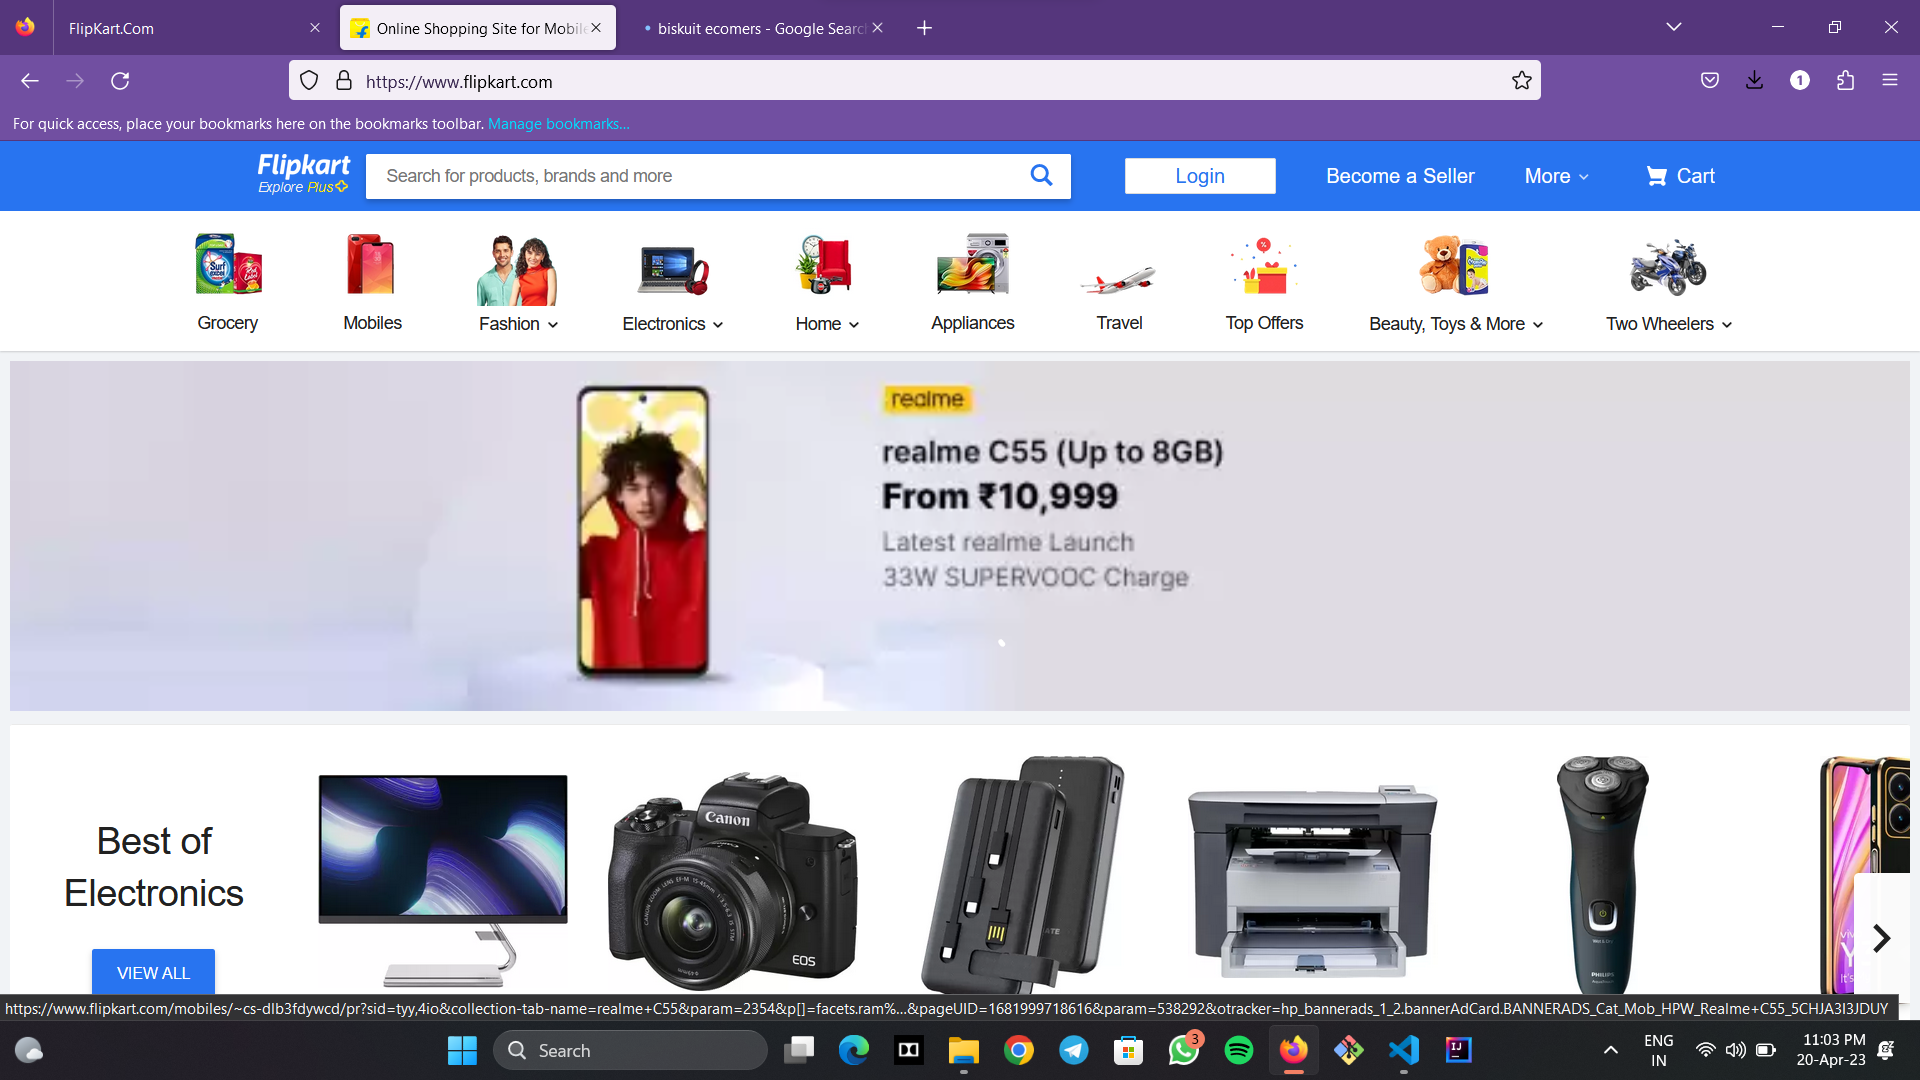 FlipKart.Com
Online Shopping Site for Mobile
biskuit ecomers - Google Searc
https://www.flipkart.com
1
For quick access, place your bookmarks here on the bookmarks toolbar. Manage bookmarks...
Flipkart
Explore Plus
Search for products, brands and more
Login
Become a Seller
More
Cart
Surf excel
Grocery
Mobiles
Fashion
Electronics
Home
Appliances
Travel
Top Offers
Beauty, Toys & More
Two Wheelers
realme
realme C55 (Up to 8GB)
From ₹10,999
Latest realme Launch
33W SUPERVOOC Charge
Best of
Electronics
VIEW ALL
Canon
EOS
PHILIPS
https://www.flipkart.com/mobiles/~cs-dlb3fdywcd/pr?sid=tyy,4io&collection-tab-name=realme+C55&param=2354&p[]=facets.ram%...&pageUID=1681999718616&param=538292&otracker=hp_bannerads_1_2.bannerAdCard.BANNERADS_Cat_Mob_HPW_Realme+C55_5CHJA3I3JDUY
Search
3
ENG
IN
11:03 PM
20-Apr-23